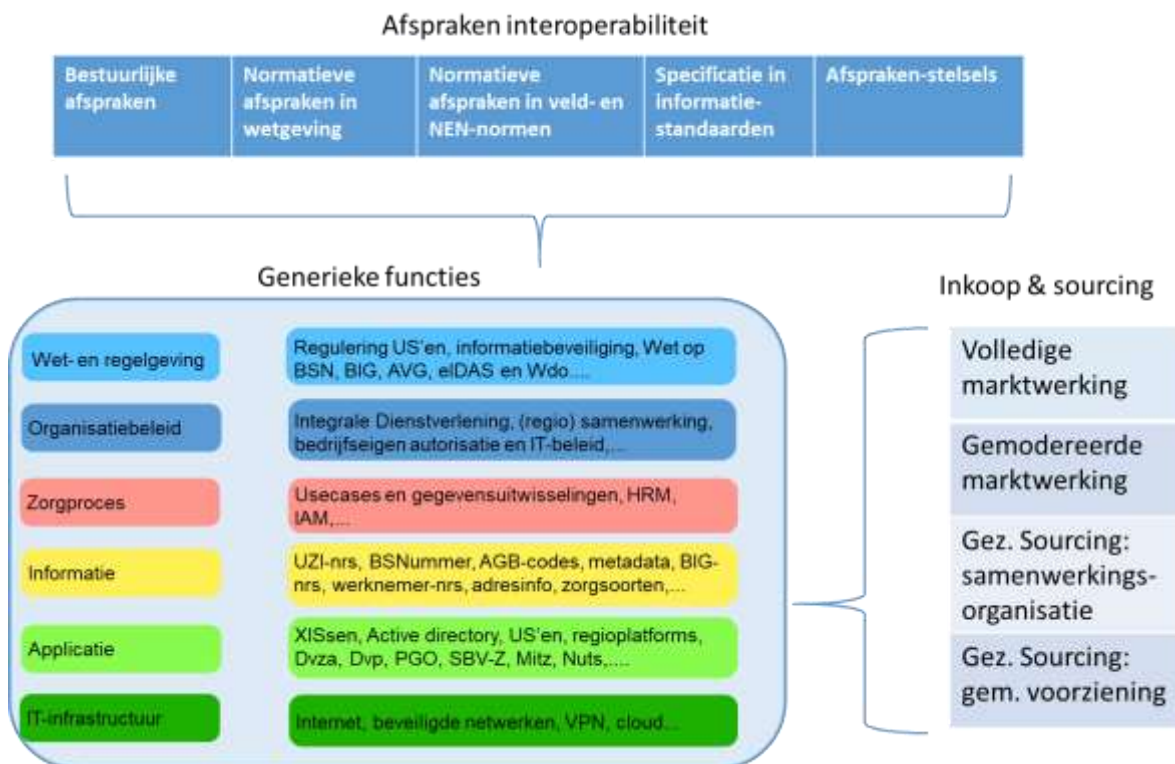 Afspraken interoperabiliteit
Bestuurlijke
afspraken
Normatieve
afspraken in
wetgeving
Normatieve
afspraken in veld- en
NEN-normen
Specificatie in
informatie-
standaarden
Afspraken-stelsels
Generieke functies
Wet- en regelgeving
Regulering US'en, informatiebeveiliging, Wet op
BSN, BIG, AVG, eIDAS en Wdo....
Organisatiebeleid
Integrale Dienstverlening, (regio) samenwerking,
bedrijfseigen autorisatie en IT-beleid,...
Zorgproces
Usecases en gegevensuitwisselingen, HRM,
IAM,...
Informatie
UZI-nrs, BSNummer, AGB-codes, metadata, BIG-
nrs, werknemer-nrs, adresinfo, zorgsoorten,...
Applicatie
XISsen, Active directory, US'en, regioplatforms,
Dvza, Dvp, PGO, SBV-Z, Mitz, Nuts,....
IT-infrastructuur
Internet, beveiligde netwerken, VPN, cloud...
Inkoop & sourcing
Volledige
marktwerking
Gemodereerde
marktwerking
Gez. Sourcing:
samenwerkings-
organisatie
Gez. Sourcing:
gem. voorziening